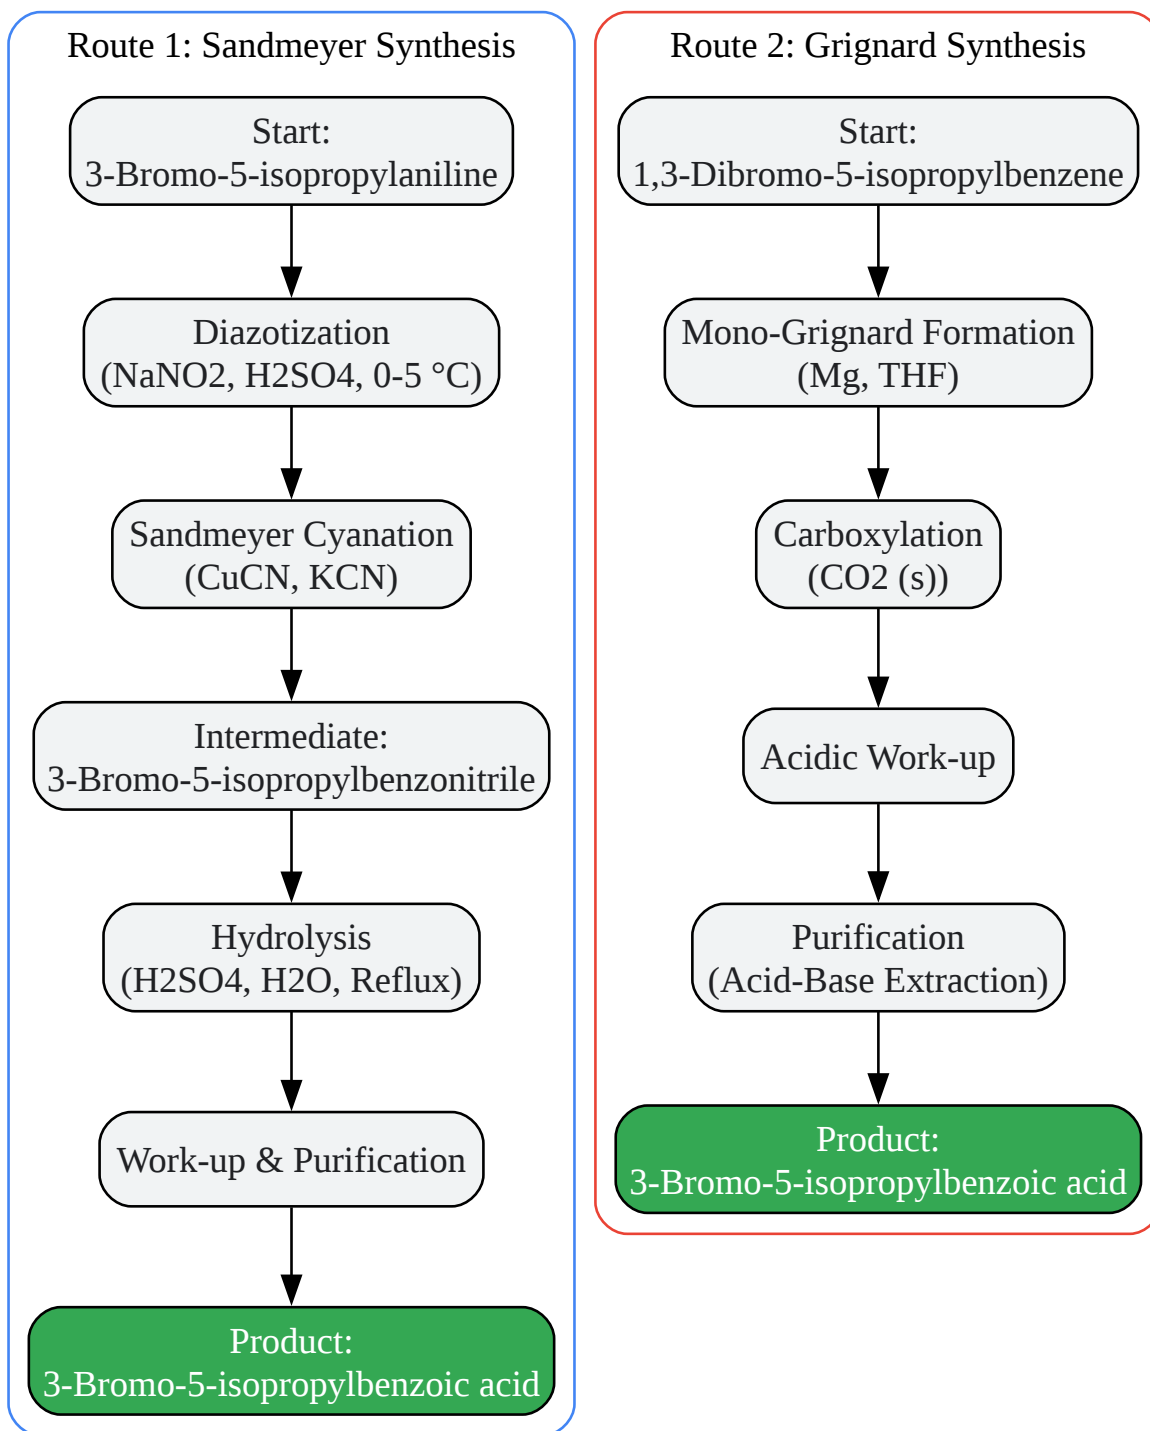 Route 1: Sandmeyer Synthesis
Start:
3-Bromo-5-isopropylaniline
Diazotization
(NaNO2, H2SO4, 0-5 °C)
Sandmeyer Cyanation
(CuCN, KCN)
Intermediate:
3-Bromo-5-isopropylbenzonitrile
Hydrolysis
(H2SO4, H2O, Reflux)
Work-up & Purification
Product:
3-Bromo-5-isopropylbenzoic acid
Route 2: Grignard Synthesis
Start:
1,3-Dibromo-5-isopropylbenzene
Mono-Grignard Formation
(Mg, THF)
Carboxylation
(CO2 (s))
Acidic Work-up
Purification
(Acid-Base Extraction)
Product:
3-Bromo-5-isopropylbenzoic acid